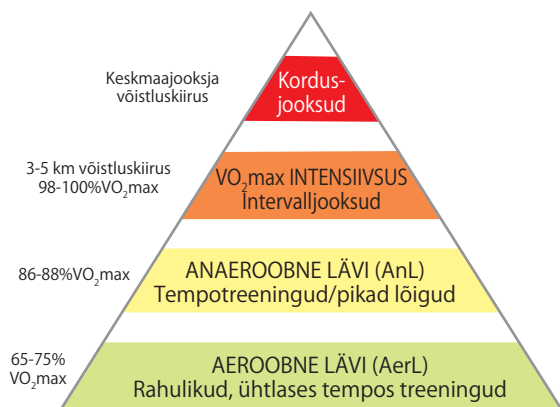 Keskmaajooksja
võistluskiirus
Kordus-
jooksud
3-5 km võistluskiirus
98-100%VO₂max
VO₂max INTENSIIVSUS
Intervalljooksud
86-88%VO₂max
ANAEROOBNE LÄVI (AnL)
Tempotreeningud/pikad lõigud
65-75%
VO₂max
AEROOBNE LÄVI (AerL)
Rahulikud, ühtlases tempos treeningud